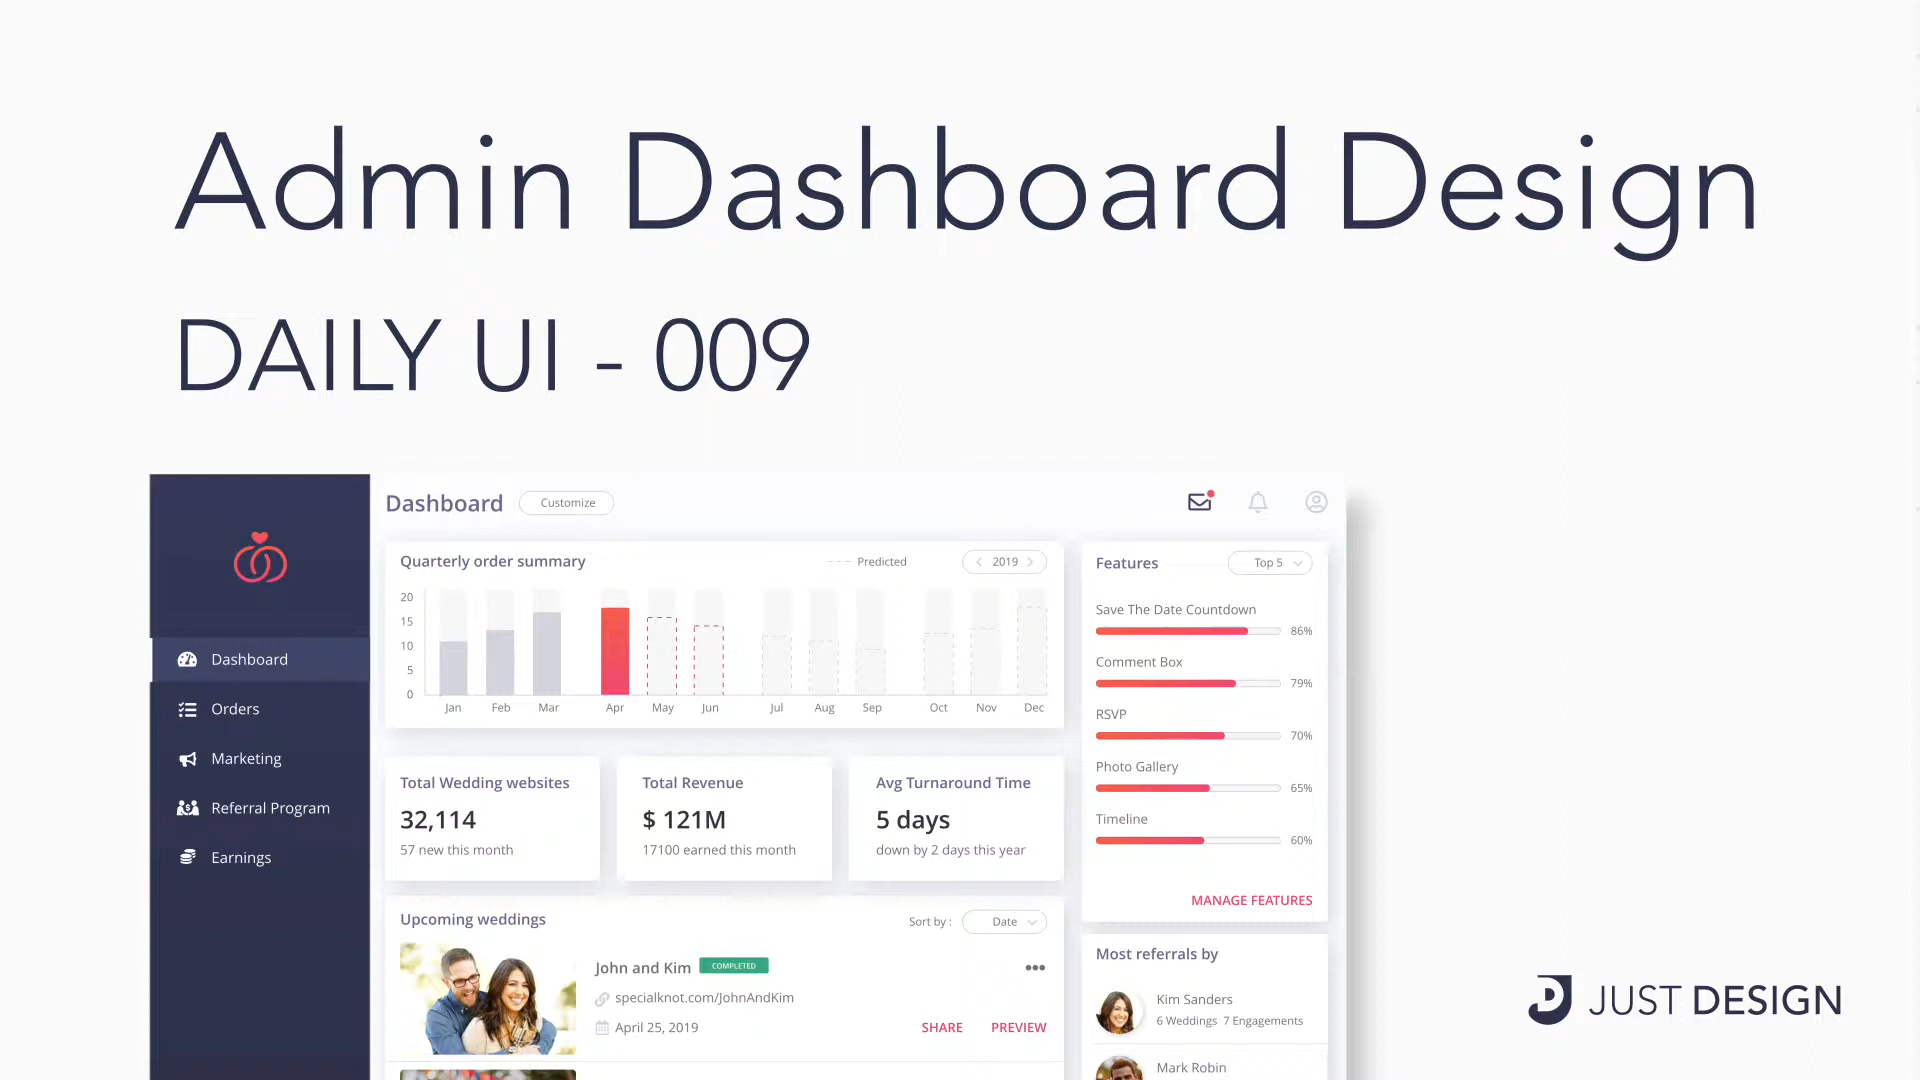 Admin Dashboard Design
DAILY UI - 009
Dashboard
Orders
Marketing
Referral Program
Earnings
Dashboard
Customize
Quarterly order summary
Predicted
2019
20
15
10
5
0
Jan Feb Mar Apr May Jun Jul Aug Sep Oct Nov Dec
Total Wedding websites
32,114
57 new this month
Total Revenue
$ 121M
17100 earned this month
Avg Turnaround Time
5 days
down by 2 days this year
Upcoming weddings
Sort by :
Date
John and Kim
COMPLETED
specialknot.com/JohnAndKim
April 25, 2019
SHARE
PREVIEW
Features
Top 5
Save The Date Countdown
86%
Comment Box
79%
RSVP
70%
Photo Gallery
65%
Timeline
60%
MANAGE FEATURES
Most referrals by
Kim Sanders
6 Weddings 7 Engagements
Mark Robin
JUST DESIGN